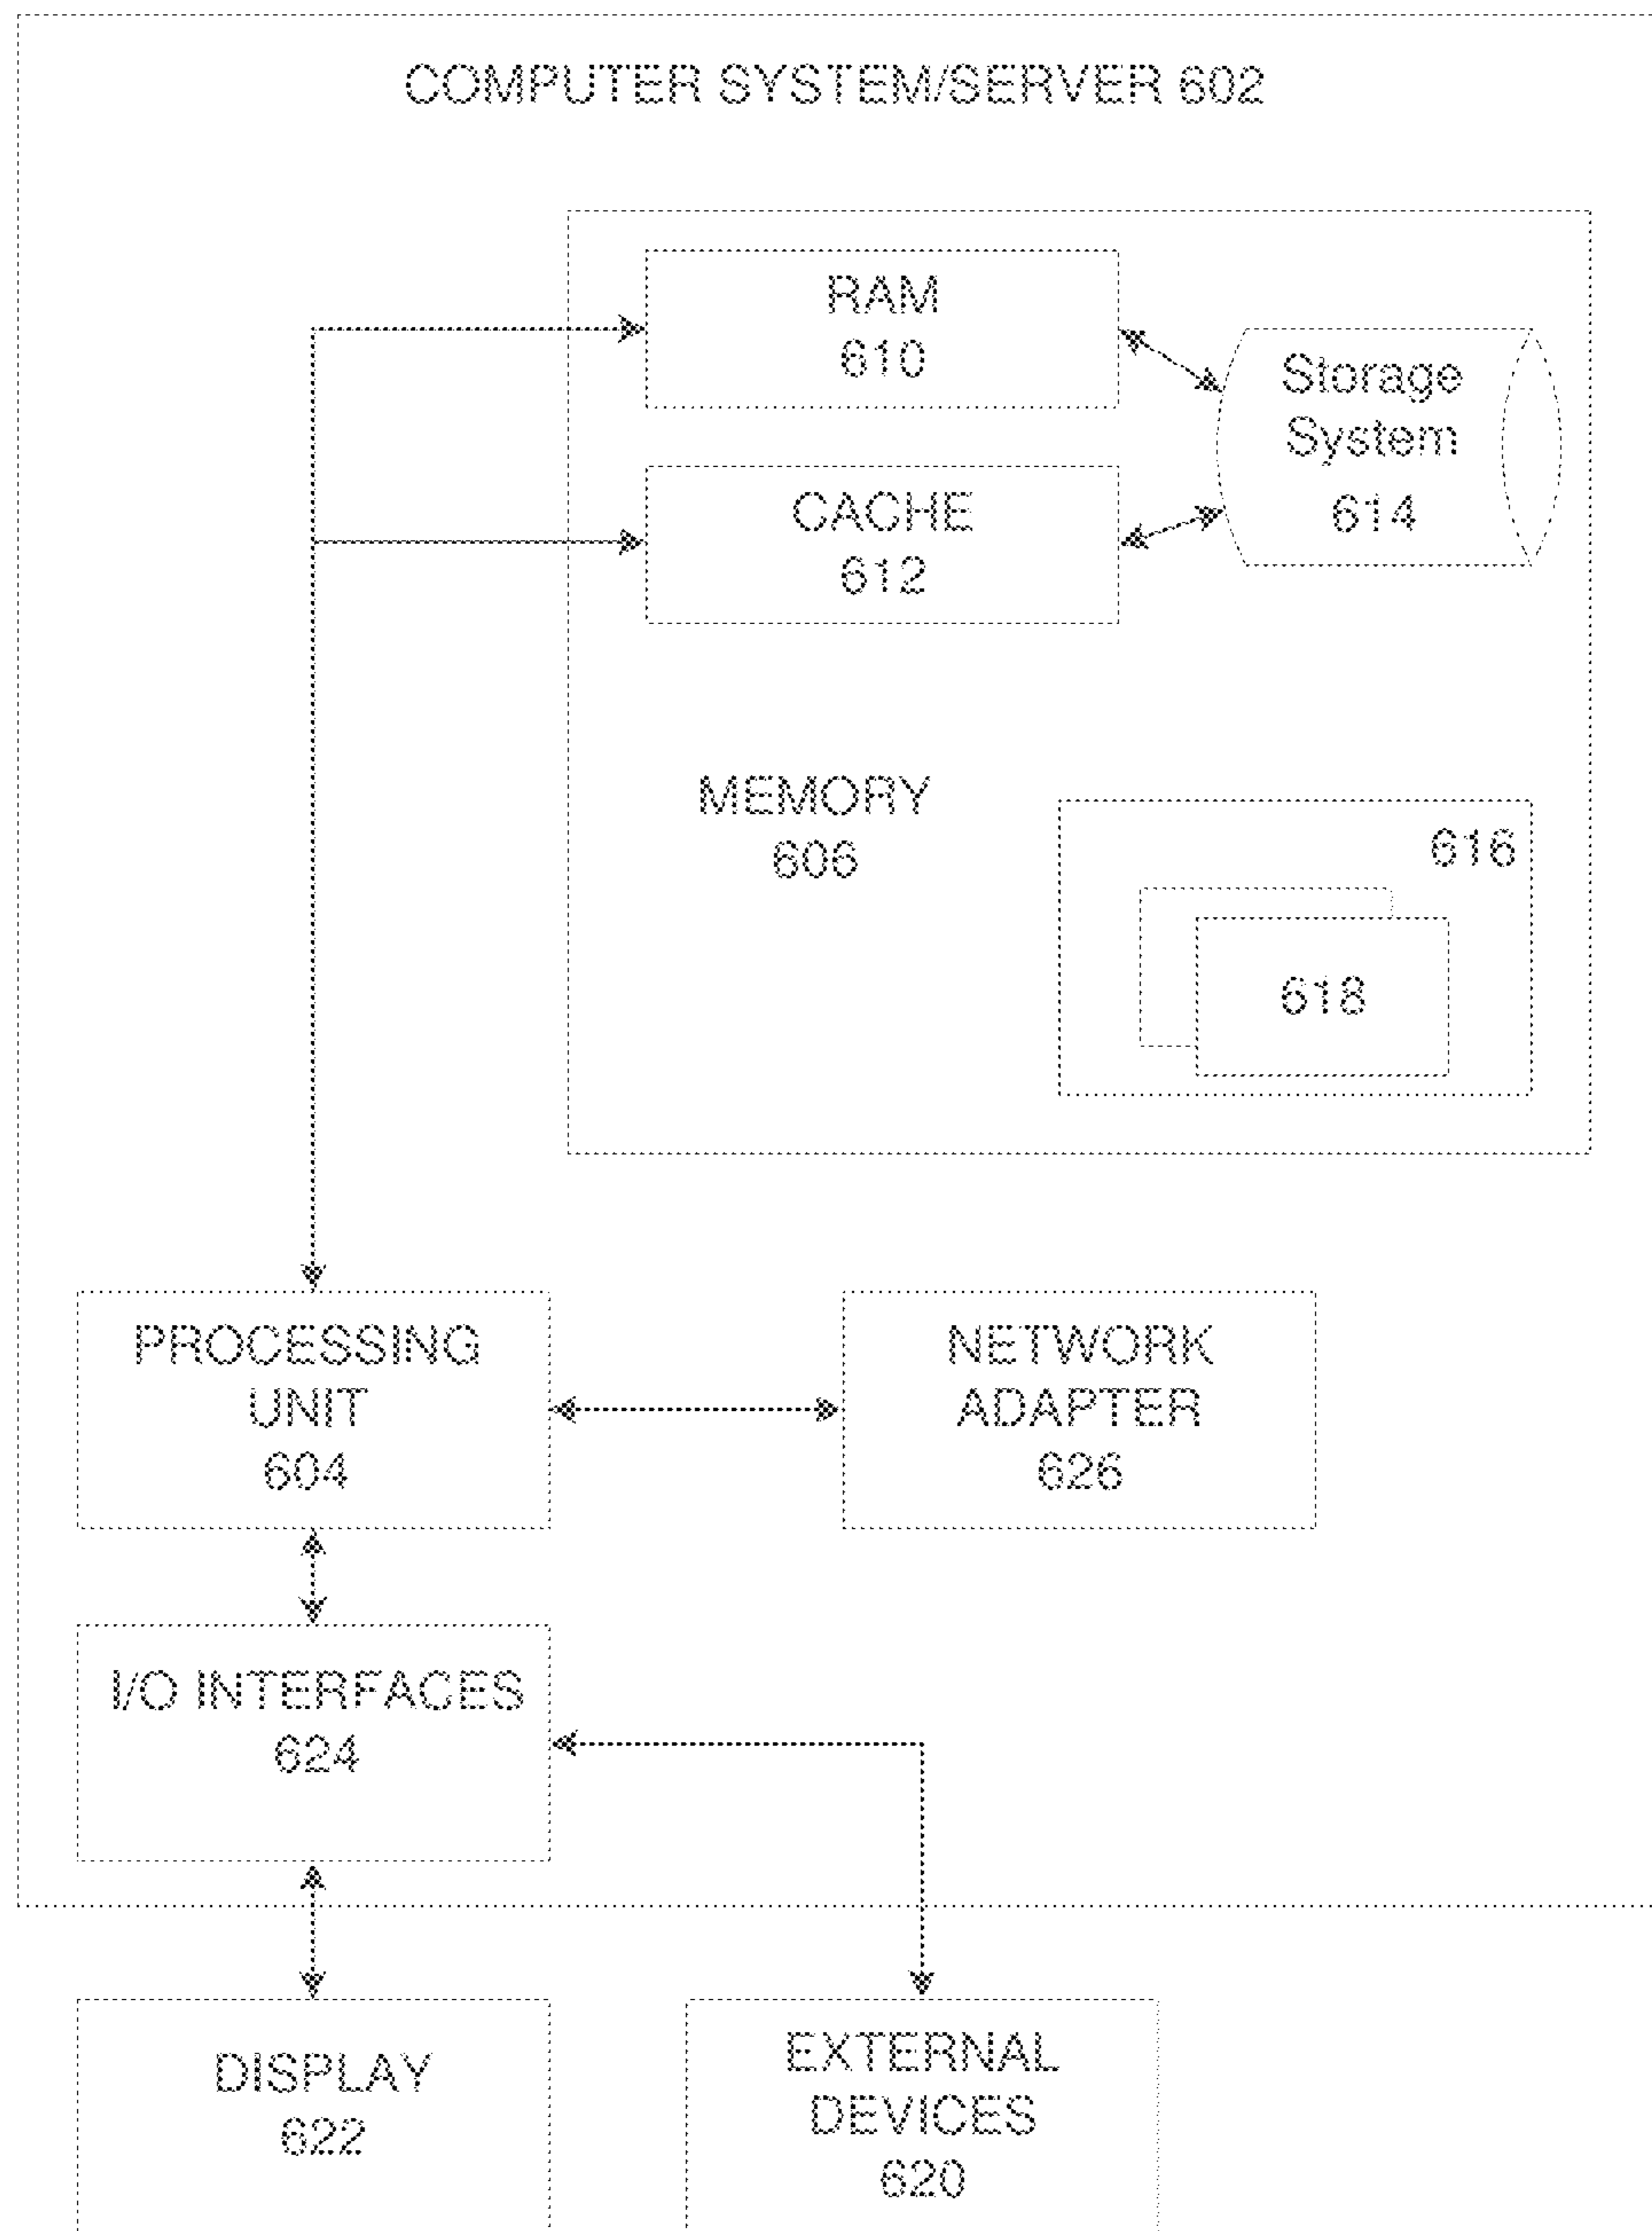 COMPUTER SYSTEM/SERVER 602
RAM
610
Storage
System
614
CACHE
612
MEMORY
606
616
618
PROCESSING
UNIT
604
NETWORK
ADAPTER
626
I/O INTERFACES
624
DISPLAY
622
EXTERNAL
DEVICES
620